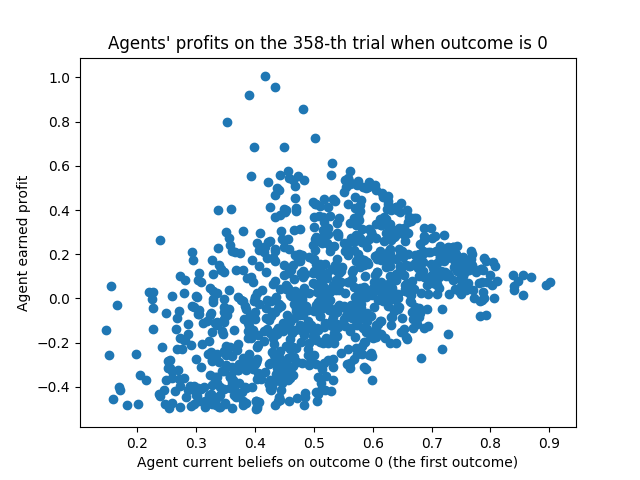 Agents' profits on the 358-th trial when outcome is 0
1.0
0.8
0.6
0.4
0.2
0.0
−0.2
−0.4
Agent earned profit
0.2 0.3 0.4 0.5 0.6 0.7 0.8 0.9
Agent current beliefs on outcome 0 (the first outcome)